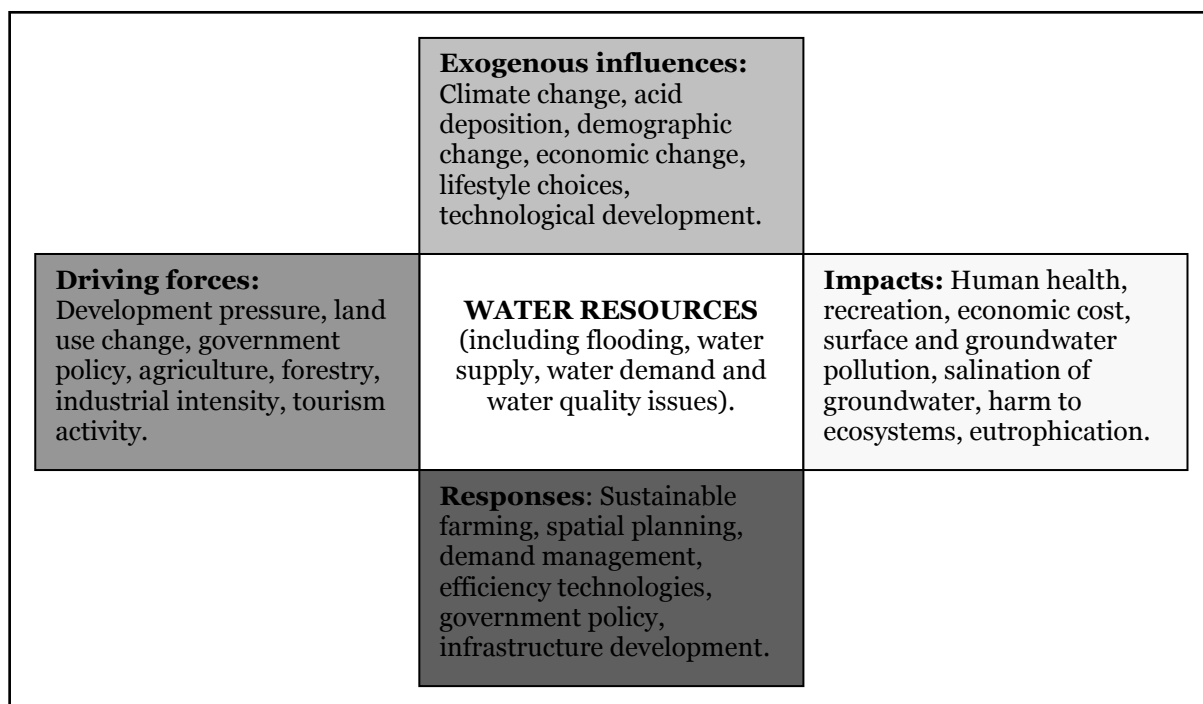 Exogenous influences:
Climate change, acid
deposition, demographic
change, economic change,
lifestyle choices,
technological development.
Driving forces:
Development pressure, land
use change, government
policy, agriculture, forestry,
industrial intensity, tourism
activity.
WATER RESOURCES
(including flooding, water
supply, water demand and
water quality issues).
Impacts: Human health,
recreation, economic cost,
surface and groundwater
pollution, salination of
groundwater, harm to
ecosystems, eutrophication.
Responses: Sustainable
farming, spatial planning,
demand management,
efficiency technologies,
government policy,
infrastructure development.